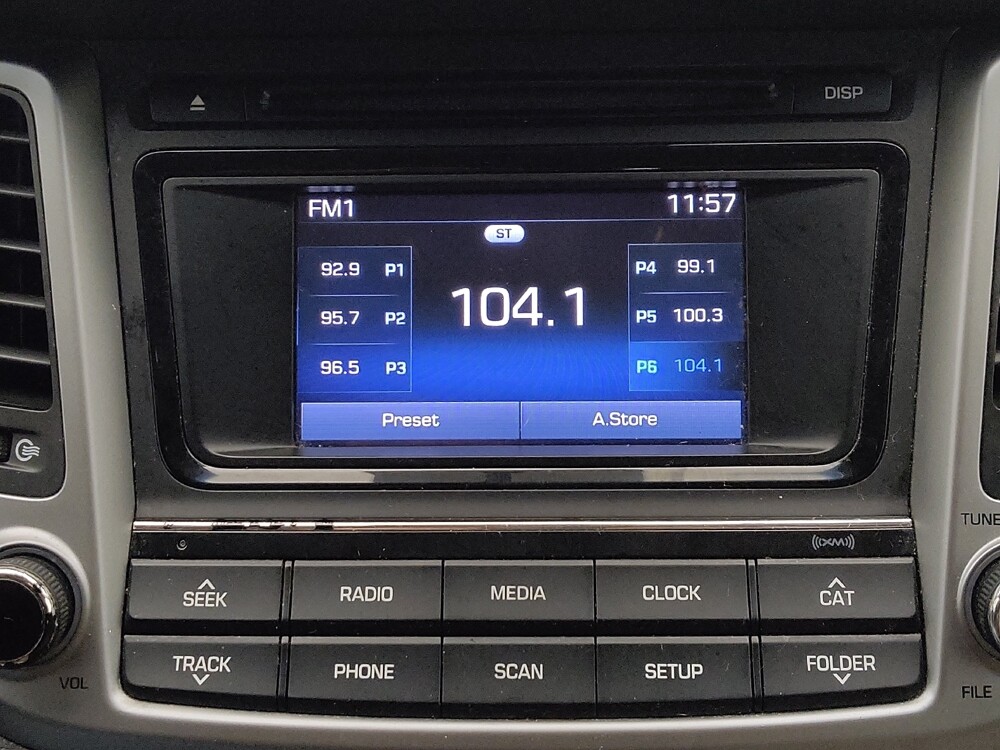 DISP
FM1 11:57
ST
92.9 P1
95.7 P2
96.5 P3
104.1
P4 99.1
P5 100.3
P6 104.1
Preset A.Store
((XM))
SEEK RADIO MEDIA CLOCK CAT
TRACK PHONE SCAN SETUP FOLDER
VOL
TUNE
FILE